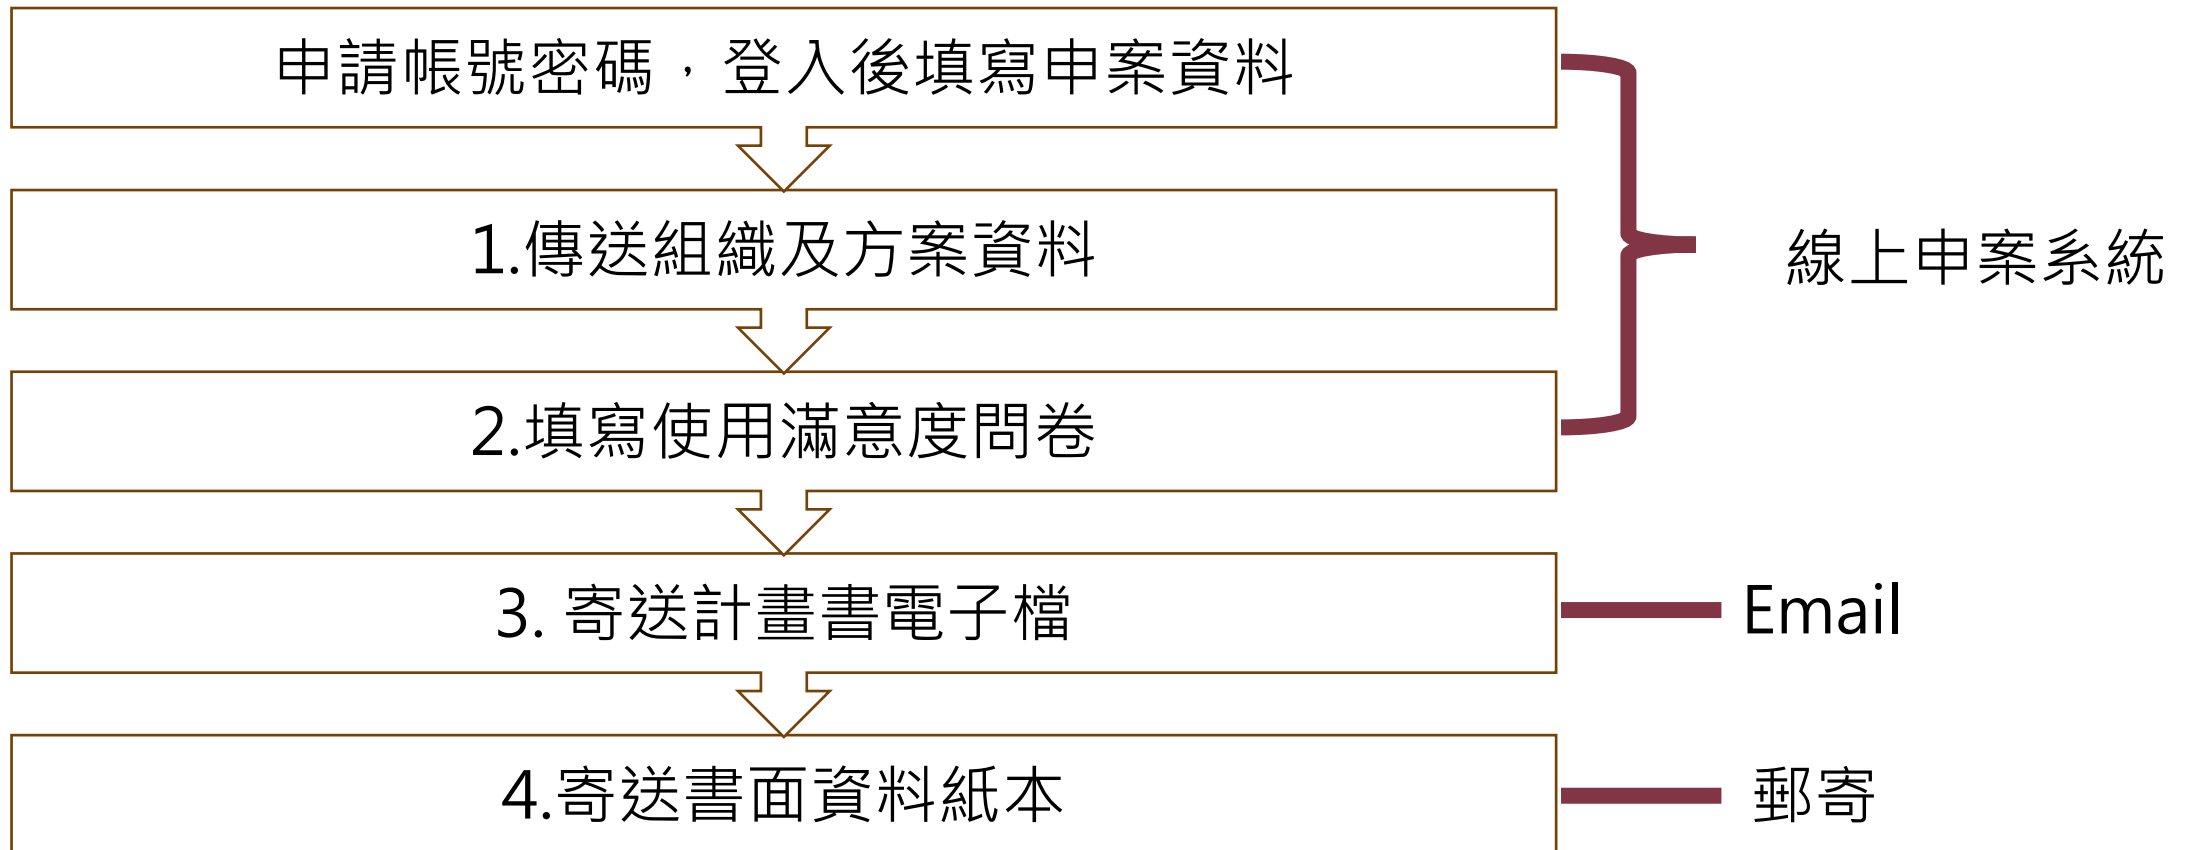 申請帳號密碼，登入後填寫申案資料
1.傳送組織及方案資料
2.填寫使用滿意度問卷
線上申案系統
3. 寄送計畫書電子檔
Email
4.寄送書面資料紙本
郵寄